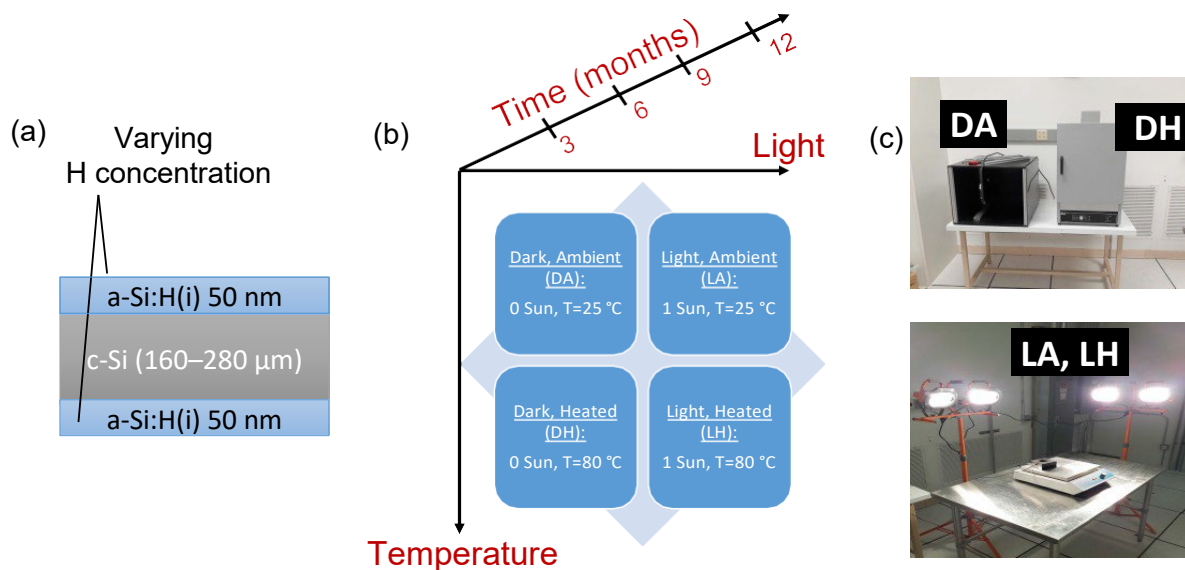 (a)
Varying
H concentration
a-Si:H(i) 50 nm
c-Si (160–280 µm)
a-Si:H(i) 50 nm
(b)
Time (months)
3
6
9
12
Light
Temperature
Dark, Ambient
(DA):
0 Sun, T=25 °C
Light, Ambient
(LA):
1 Sun, T=25 °C
Dark, Heated
(DH):
0 Sun, T=80 °C
Light, Heated
(LH):
1 Sun, T=80 °C
(c)
DA
DH
LA, LH